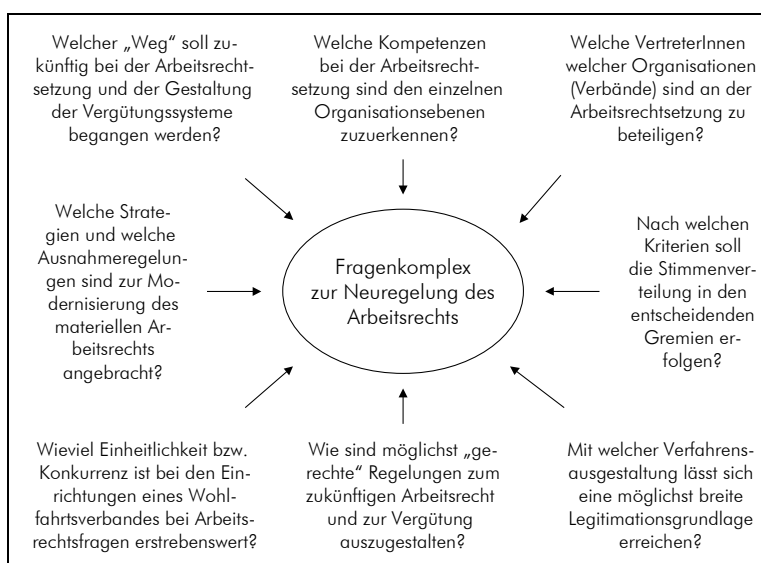 Welcher „Weg“ soll zu-
künftig bei der Arbeitsrecht-
setzung und der Gestaltung
der Vergütungssysteme
begangen werden?
Welche Kompetenzen
bei der Arbeitsrecht-
setzung sind den einzelnen
Organisationsebenen
zuzuerkennen?
Welche VertreterInnen
welcher Organisationen
(Verbände) sind an der
Arbeitsrechtsetzung zu
beteiligen?
Welche Strate-
gien und welche
Ausnahmeregelun-
gen sind zur Mo-
dernisierung des
materiellen Ar-
beitsrechts
angebracht?
Fragenkomplex
zur Neuregelung des
Arbeitsrechts
Nach welchen
Kriterien soll
die Stimmenver-
teilung in den
entscheidenden
Gremien er-
folgen?
Wieviel Einheitlichkeit bzw.
Konkurrenz ist bei den Ein-
richtungen eines Wohl-
fahrtsverbandes bei Arbeits-
rechtsfragen erstrebenswert?
Wie sind möglichst „ge-
rechte“ Regelungen zum
zukünftigen Arbeitsrecht
und zur Vergütung
auszugestalten?
Mit welcher Verfahrens-
ausgestaltung lässt sich
eine möglichst breite
Legitimationsgrundlage
erreichen?